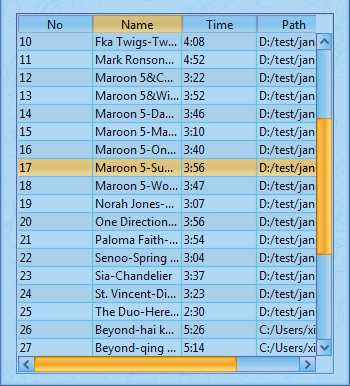 No Name Time Path
10 Fka Twigs-Tw... 4:08 D:/test/jan
11 Mark Ronson... 4:52 D:/test/jan
12 Maroon 5&C... 3:22 D:/test/jan
13 Maroon 5&Wi... 3:52 D:/test/jan
14 Maroon 5-Da... 3:46 D:/test/jan
15 Maroon 5-Ma... 3:10 D:/test/jan
16 Maroon 5-On... 3:40 D:/test/jan
17 Maroon 5-Su... 3:56 D:/test/jan
18 Maroon 5-Wo... 3:47 D:/test/jan
19 Norah Jones-... 3:07 D:/test/jan
20 One Direction... 3:56 D:/test/jan
21 Paloma Faith-... 3:54 D:/test/jan
22 Senoo-Spring ... 3:04 D:/test/jan
23 Sia-Chandelier 3:37 D:/test/jan
24 St. Vincent-Di... 3:23 D:/test/jan
25 The Duo-Here... 2:30 D:/test/jan
26 Beyond-hai k... 5:26 C:/Users/xi
27 Beyond-qing ... 5:14 C:/Users/xi